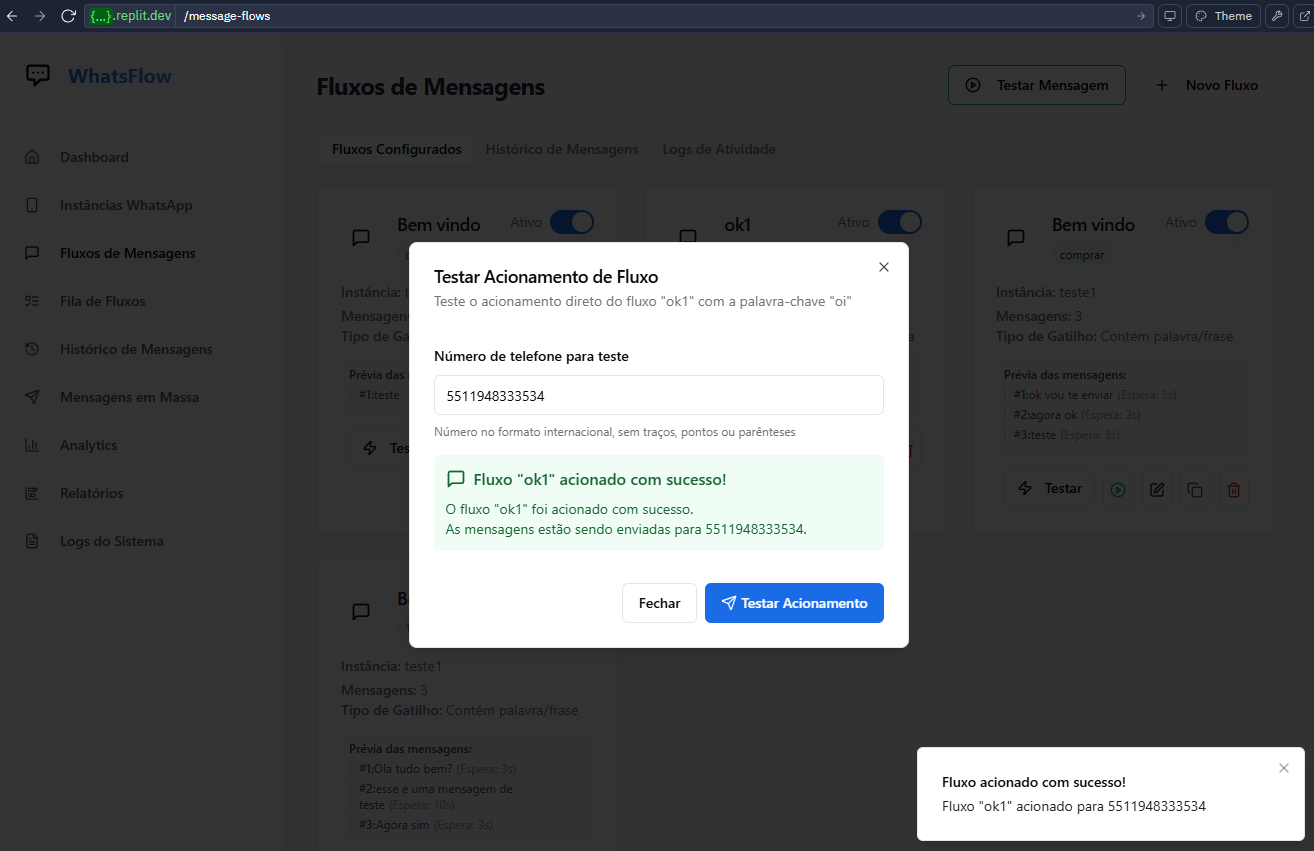 {...}.replit.dev /message-flows
Theme
WhatsFlow
Dashboard
Instâncias WhatsApp
Fluxos de Mensagens
Fila de Fluxos
Histórico de Mensagens
Mensagens em Massa
Analytics
Relatórios
Logs do Sistema
Fluxos de Mensagens
Testar Mensagem
Novo Fluxo
Fluxos Configurados
Histórico de Mensagens
Logs de Atividade
Bem vindo
Ativo
Instância:
Mensagens
Tipo de Ga
Prévia das
#1:teste
ok1
Ativo
Bem vindo
Ativo
comprar
Instância: teste1
Mensagens: 3
Tipo de Gatilho: Contém palavra/frase
Prévia das mensagens:
#1:ok vou te enviar (Espera: 3s)
#2:agora ok (Espera: 3s)
#3:teste (Espera: 3s)
Testar
Instância: teste1
Mensagens: 3
Tipo de Gatilho: Contém palavra/frase
Prévia das mensagens:
#1:Ola tudo bem? (Espera: 3s)
#2:esse e uma mensagem de
teste (Espera: 10s)
#3:Agora sim (Espera: 3s)
Testar Acionamento de Fluxo
Teste o acionamento direto do fluxo "ok1" com a palavra-chave "oi"
Número de telefone para teste
5511948333534
Número no formato internacional, sem traços, pontos ou parênteses
Fluxo "ok1" acionado com sucesso!
O fluxo "ok1" foi acionado com sucesso.
As mensagens estão sendo enviadas para 5511948333534.
Fechar
Testar Acionamento
Fluxo acionado com sucesso!
Fluxo "ok1" acionado para 5511948333534